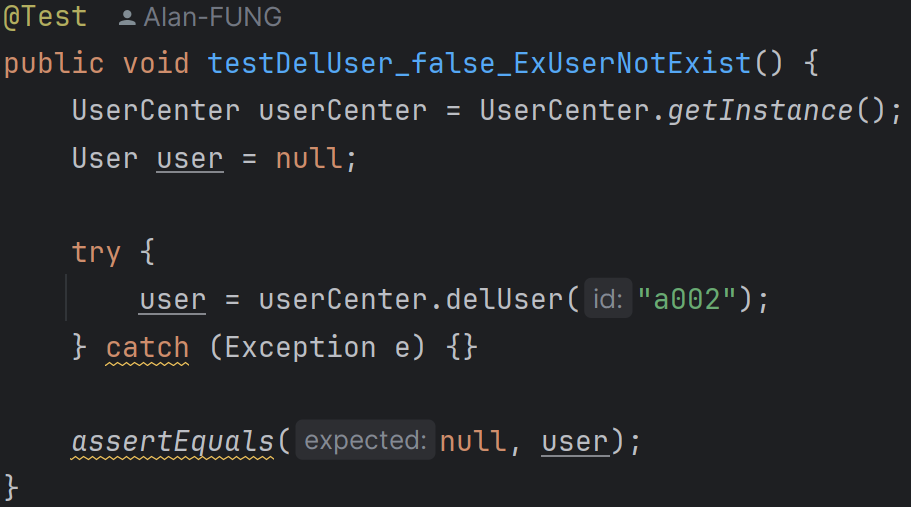 @Test Alan-FUNG
public void testDelUser_false_ExUserNotExist() {
UserCenter userCenter = UserCenter.getInstance();
User user = null;
try {
user = userCenter.delUser( id: "a002");
} catch (Exception e) {}
assertEquals( expected: null, user);
}